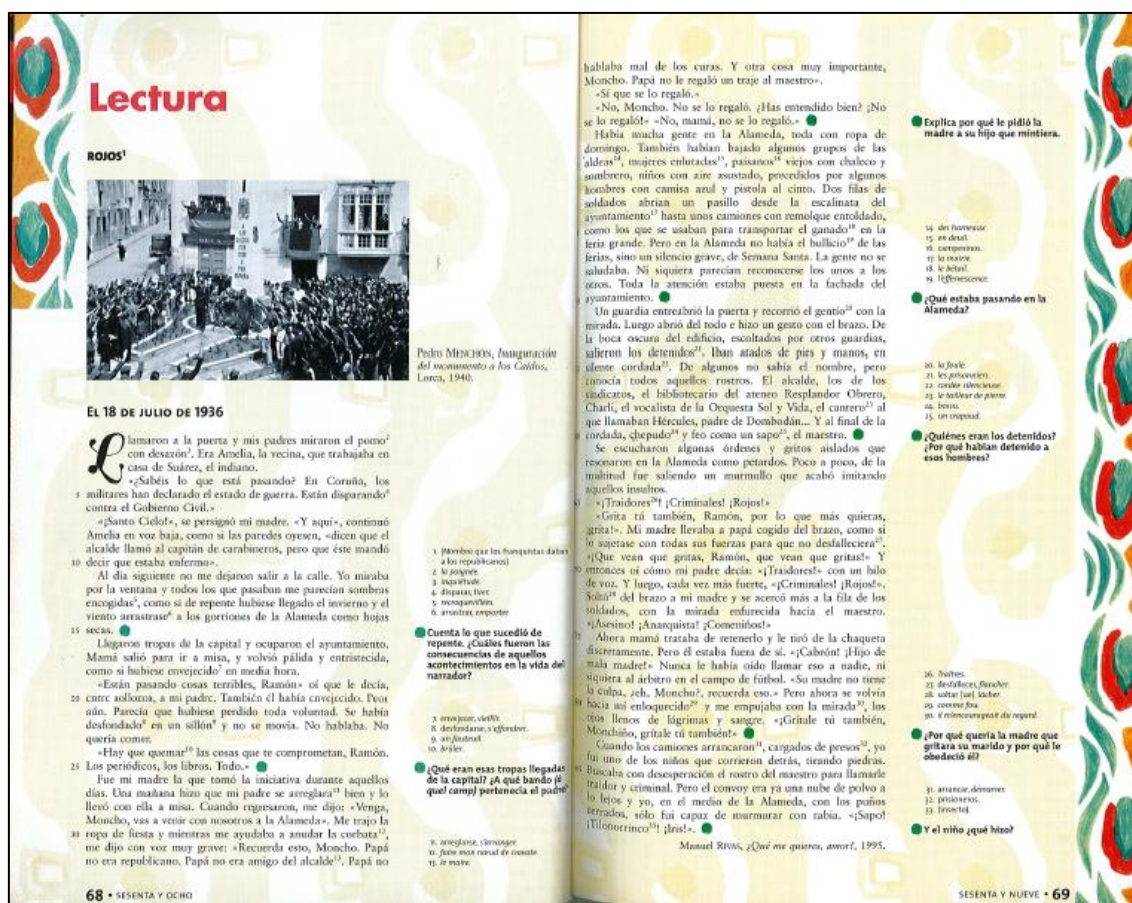 Lectura
ROJOS¹
Pedro MENCHÓN, Inauguración
del monumento a los Caídos,
Lorca, 1940.
EL 18 DE JULIO DE 1936
Llamaron a la puerta y mis padres miraron el pomo²
con desazón³. Era Amelia, la vecina, que trabajaba en
casa de Suárez, el indiano.
«¿Sabéis lo que está pasando? En Coruña, los
5 militares han declarado el estado de guerra. Están disparando⁴
contra el Gobierno Civil.»
«¡Santo Cielo!», se persignó mi madre. «Y aquí», continuó
Amelia en voz baja, como si las paredes oyesen, «dicen que el
alcalde llamó al capitán de carabineros, pero que éste mandó
10 decir que estaba enfermo».
Al día siguiente no me dejaron salir a la calle. Yo miraba
por la ventana y todos los que pasaban me parecían sombras
encogidas⁵, como si de repente hubiese llegado el invierno y el
viento arrastrase⁶ a los gorriones de la Alameda como hojas
15 secas.
Llegaron tropas de la capital y ocuparon el ayuntamiento.
Mamá salió para ir a misa, y volvió pálida y entristecida,
como si hubiese envejecido⁷ en media hora.
«Están pasando cosas terribles, Ramón» oí que le decía,
20 entre sollozos, a mi padre. También él había envejecido. Peor
aún. Parecía que hubiese perdido toda voluntad. Se había
desfondado⁸ en un sillón⁹ y no se movía. No hablaba. No
quería comer.
«Hay que quemar¹⁰ las cosas que te comprometan, Ramón.
25 Los periódicos, los libros. Todo.»
Fue mi madre la que tomó la iniciativa durante aquellos
días. Una mañana hizo que mi padre se arreglara¹¹ bien y lo
llevó con ella a misa. Cuando regresaron, me dijo: «Venga,
Moncho, vas a venir con nosotros a la Alameda». Me trajo la
30 ropa de fiesta y mientras me ayudaba a anudar la corbata¹²,
me dijo con voz muy grave: «Recuerda esto, Moncho. Papá
no era republicano. Papá no era amigo del alcalde¹³. Papá no
1. [Nombre que los franquistas daban
a los republicanos]
2. la poignée.
3. inquiétude.
4. disparar, tirer.
5. recroquevillées.
6. arrastrar, emporter.
Cuenta lo que sucedió de
repente. ¿Cuáles fueron las
consecuencias de aquellos
acontecimientos en la vida del
narrador?
7. envejecer, vieillir.
8. desfondarse, s'effondrer.
9. un fauteuil.
10. brûler.
¿Qué eran esas tropas llegadas
de la capital? ¿A qué bando (à
quel camp) pertenecía el padre?
11. arreglarse, s'arranger.
12. faire mon nœud de cravate.
13. le maire.
68 • SESENTA Y OCHO
hablaba mal de los curas. Y otra cosa muy importante,
Moncho. Papá no le regaló un traje al maestro».
«Sí que se lo regaló.»
«No, Moncho. No se lo regaló. ¿Has entendido bien? ¡No
se lo regaló!» «No, mamá, no se lo regaló.»
Había mucha gente en la Alameda, toda con ropa de
domingo. También habían bajado algunos grupos de las
aldeas¹⁴, mujeres enlutadas¹⁵, paisanos¹⁶ viejos con chaleco y
sombrero, niños con aire asustado, precedidos por algunos
hombres con camisa azul y pistola al cinto. Dos filas de
soldados abrían un pasillo desde la escalinata del
ayuntamiento¹⁷ hasta unos camiones con remolque entoldado,
como los que se usaban para transportar el ganado¹⁸ en la
feria grande. Pero en la Alameda no había el bullicio¹⁹ de las
ferias, sino un silencio grave, de Semana Santa. La gente no se
saludaba. Ni siquiera parecían reconocerse los unos a los
otros. Toda la atención estaba puesta en la fachada del
ayuntamiento.
Un guardia entreabrió la puerta y recorrió el gentío²⁰ con la
mirada. Luego abrió del todo e hizo un gesto con el brazo. De
la boca oscura del edificio, escoltados por otros guardias,
salieron los detenidos²¹. Iban atados de pies y manos, en
silente cordada²². De algunos no sabía el nombre, pero
conocía todos aquellos rostros. El alcalde, los de los
sindicatos, el bibliotecario del ateneo Resplandor Obrero,
Charli, el vocalista de la Orquesta Sol y Vida, el cantero²³ al
que llamaban Hércules, padre de Dombodán... Y al final de la
cordada, chepudo²⁴ y feo como un sapo²⁵, el maestro.
Se escucharon algunas órdenes y gritos aislados que
resonaron en la Alameda como petardos. Poco a poco, de la
multitud fue saliendo un murmullo que acabó imitando
aquellos insultos.
«¡Traidores²⁶! ¡Criminales! ¡Rojos!»
«Grita tú también, Ramón, por lo que más quieras,
¡grita!». Mi madre llevaba a papá cogido del brazo, como si
lo sujetase con todas sus fuerzas para que no desfalleciera²⁷.
«¡Que vean que gritas, Ramón, que vean que gritas!» Y
entonces oí cómo mi padre decía: «¡Traidores!» con un hilo
de voz. Y luego, cada vez más fuerte, «¡Criminales! ¡Rojos!».
Soltó²⁸ del brazo a mi madre y se acercó más a la fila de los
soldados, con la mirada enfurecida hacia el maestro.
«¡Asesino! ¡Anarquista! ¡Comeniños!»
Ahora mamá trataba de retenerlo y le tiró de la chaqueta
discretamente. Pero él estaba fuera de sí. «¡Cabrón! ¡Hijo de
mala madre!» Nunca le había oído llamar eso a nadie, ni
siquiera al árbitro en el campo de fútbol. «Su madre no tiene
la culpa, ¿eh, Moncho?, recuerda eso.» Pero ahora se volvía
hacia mí enloquecido²⁹ y me empujaba con la mirada³⁰, los
ojos llenos de lágrimas y sangre. «¡Grítale tú también,
Monchiño, grítale tú también!»
Cuando los camiones arrancaron³¹, cargados de presos³², yo
fui uno de los niños que corrieron detrás, tirando piedras.
Buscaba con desesperación el rostro del maestro para llamarle
traidor y criminal. Pero el convoy era ya una nube de polvo a
lo lejos y yo, en el medio de la Alameda, con los puños
cerrados, sólo fui capaz de murmurar con rabia. «¡Sapo!
¡Tilonorrinco³³! ¡Iris!».
Manuel RIVAS, ¿Qué me quieres, amor?, 1995.
Explica por qué le pidió la
madre a su hijo que mintiera.
14. des hameaux.
15. en deuil.
16. campesinos.
17. la mairie.
18. le bétail.
19. l'effervescence.
¿Qué estaba pasando en la
Alameda?
20. la foule.
21. les prisonniers.
22. cordée silencieuse.
23. le tailleur de pierre.
24. bossu.
25. un crapaud.
¿Quiénes eran los detenidos?
¿Por qué habían detenido a
esos hombres?
26. Traîtres.
27. desfallecer, flancher.
28. soltar [ue], lâcher.
29. comme fou.
30. il m'encourageait du regard.
¿Por qué quería la madre que
gritara su marido y por qué le
obedeció él?
31. arrancar, démarrer.
32. prisioneros.
33. [insecto].
Y el niño ¿qué hizo?
SESENTA Y NUEVE • 69